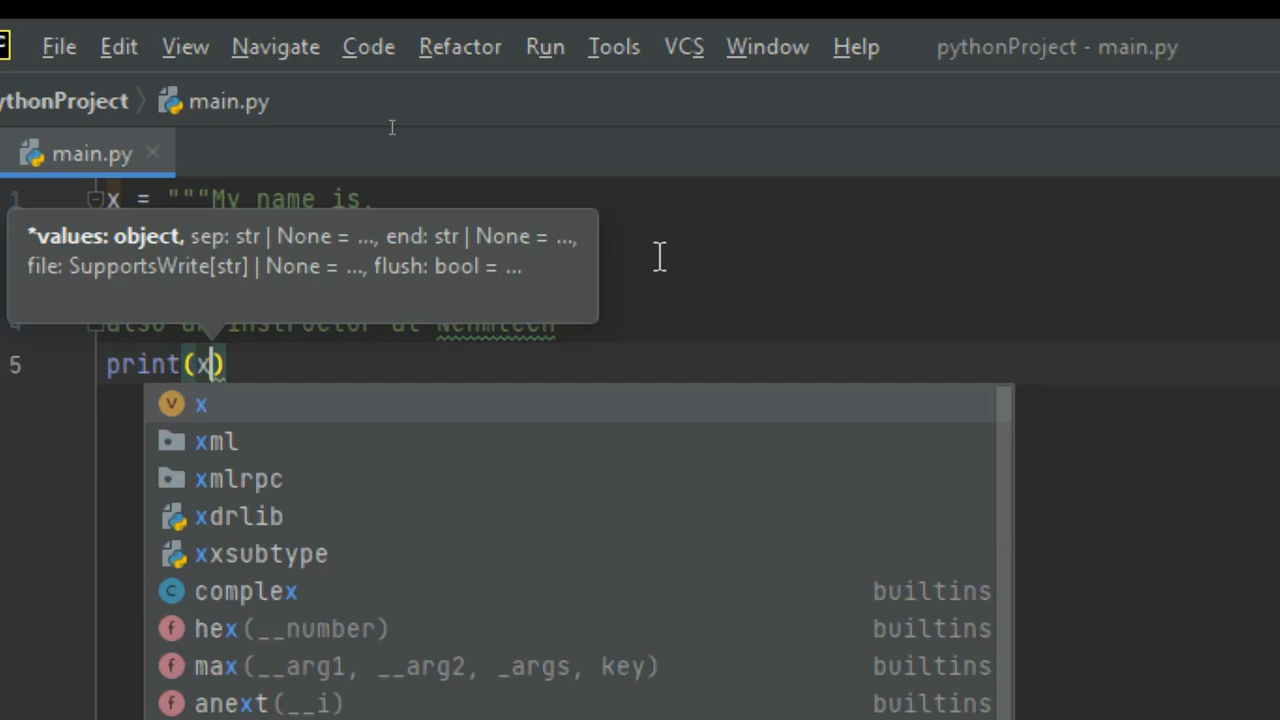 File Edit View Navigate Code Refactor Run Tools VCS Window Help pythonProject - main.py
ythonProject main.py
main.py
1 x = """My name is,
*values: object, sep: str | None = ..., end: str | None = ...,
file: SupportsWrite[str] | None = ..., flush: bool = ...
also an instructor at
5 print(x)
x
xml
xmlrpc
xdrlib
xxsubtype
complex builtins
hex(__number) builtins
max(__arg1, __arg2, _args, key) builtins
anext(__i) builtins